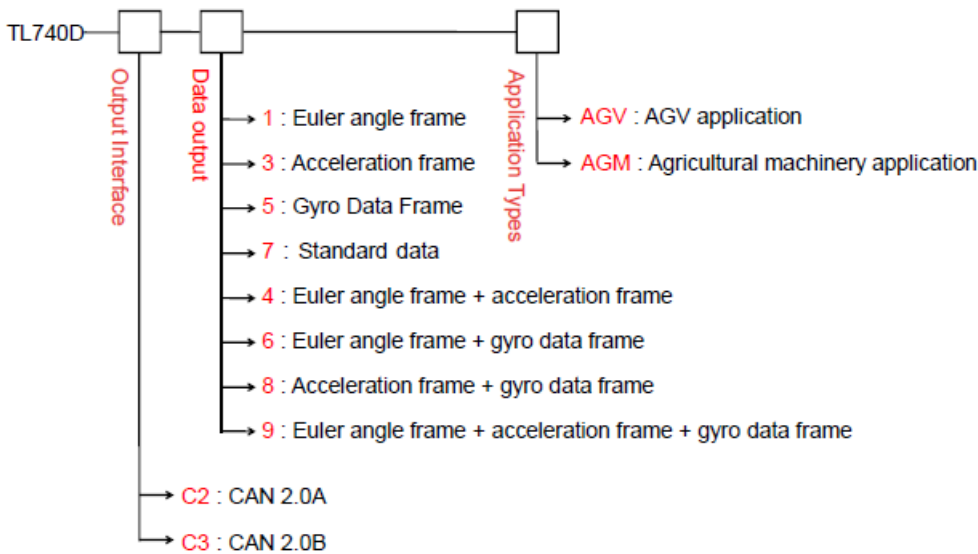 TL740D
Output Interface
Data output
Application Types
1 : Euler angle frame
3 : Acceleration frame
5 : Gyro Data Frame
7 : Standard data
4 : Euler angle frame + acceleration frame
6 : Euler angle frame + gyro data frame
8 : Acceleration frame + gyro data frame
9 : Euler angle frame + acceleration frame + gyro data frame
AGV : AGV application
AGM : Agricultural machinery application
C2 : CAN 2.0A
C3 : CAN 2.0B